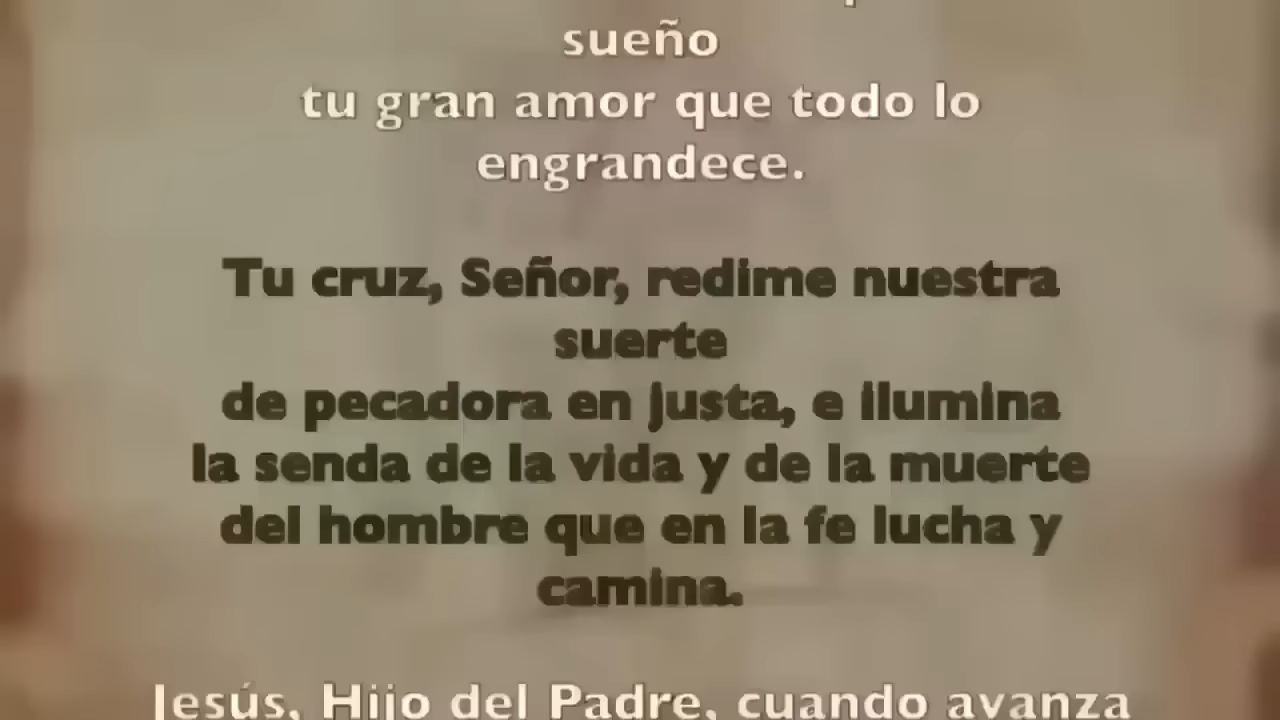 sueño
tu gran amor que todo lo
engrandece.
Tu cruz, Señor, redime nuestra
suerte
de pecadora en justa, e ilumina
la senda de la vida y de la muerte
del hombre que en la fe lucha y
camina.
Jesús, Hijo del Padre, cuando avanza